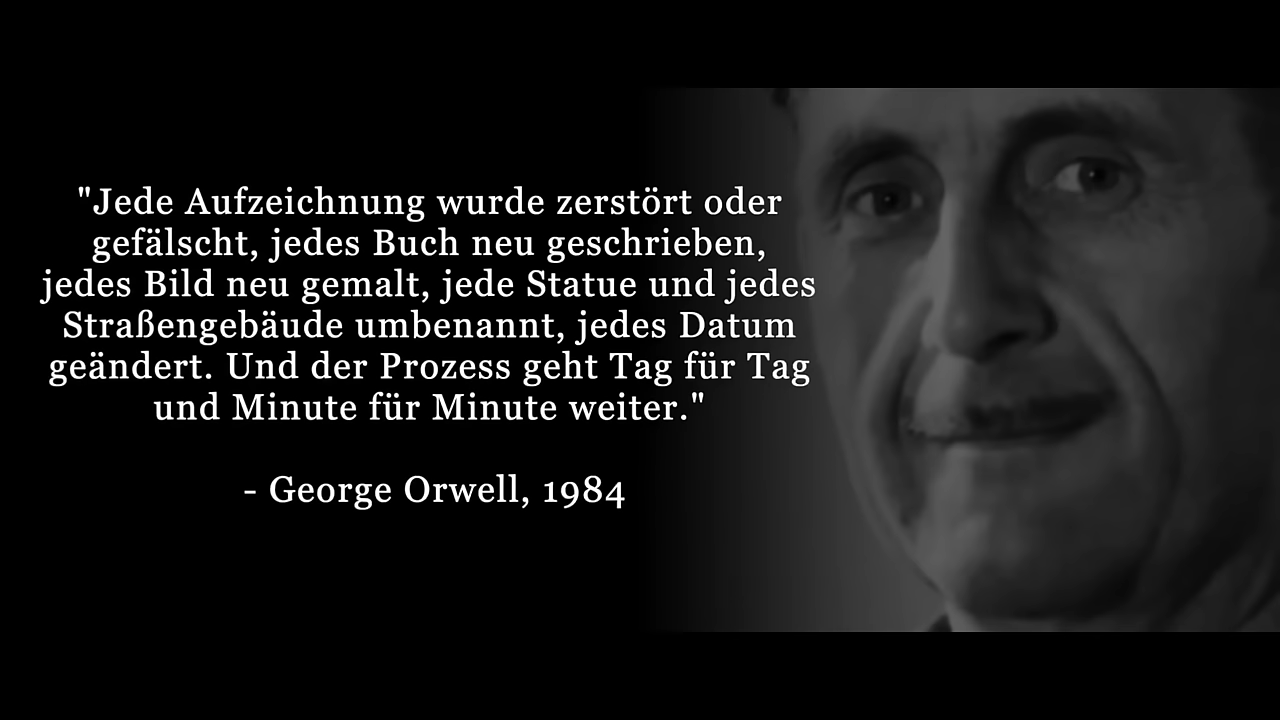 "Jede Aufzeichnung wurde zerstört oder
gefälscht, jedes Buch neu geschrieben,
jedes Bild neu gemalt, jede Statue und jedes
Straßengebäude umbenannt, jedes Datum
geändert. Und der Prozess geht Tag für Tag
und Minute für Minute weiter."
- George Orwell, 1984